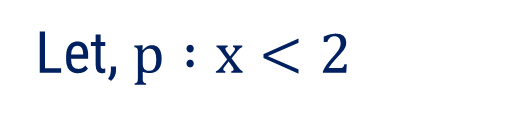 Let, p : x < 2